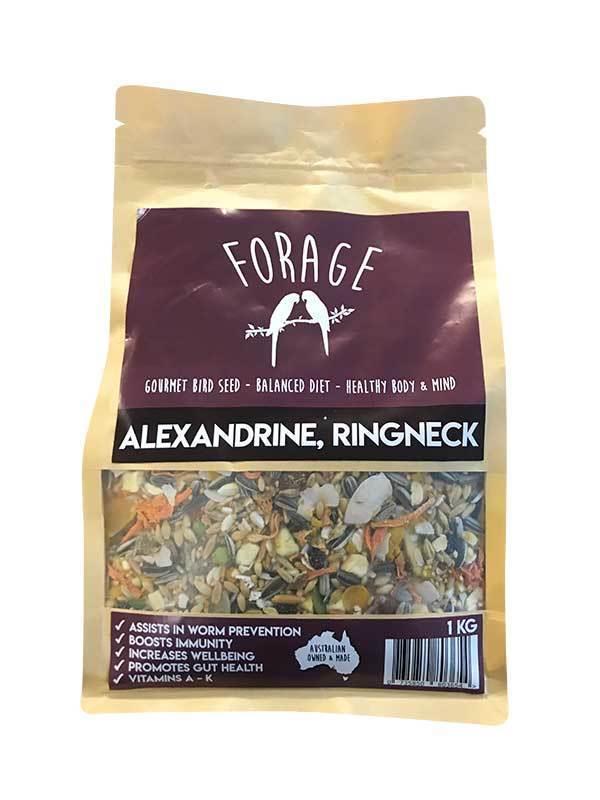 FORAGE
GOURMET BIRD SEED - BALANCED DIET - HEALTHY BODY & MIND
ALEXANDRINE, RINGNECK
1 KG
✓ ASSISTS IN WORM PREVENTION
✓ BOOSTS IMMUNITY
✓ INCREASES WELLBEING
✓ PROMOTES GUT HEALTH
✓ VITAMINS A - K
AUSTRALIAN
OWNED & MADE